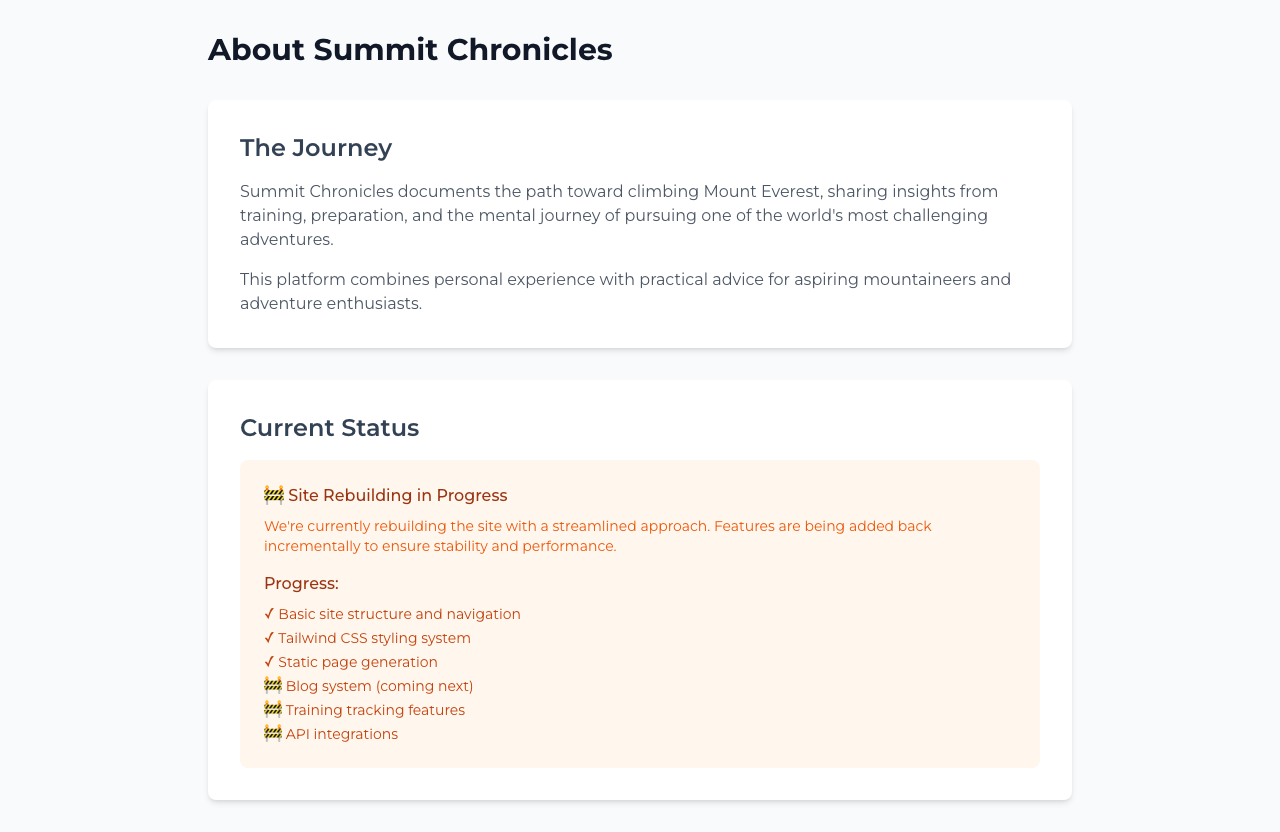 About Summit Chronicles
The Journey
Summit Chronicles documents the path toward climbing Mount Everest, sharing insights from
training, preparation, and the mental journey of pursuing one of the world's most challenging
adventures.
This platform combines personal experience with practical advice for aspiring mountaineers and
adventure enthusiasts.
Current Status
🚧 Site Rebuilding in Progress
We're currently rebuilding the site with a streamlined approach. Features are being added back
incrementally to ensure stability and performance.
Progress:
✓ Basic site structure and navigation
✓ Tailwind CSS styling system
✓ Static page generation
🚧 Blog system (coming next)
🚧 Training tracking features
🚧 API integrations